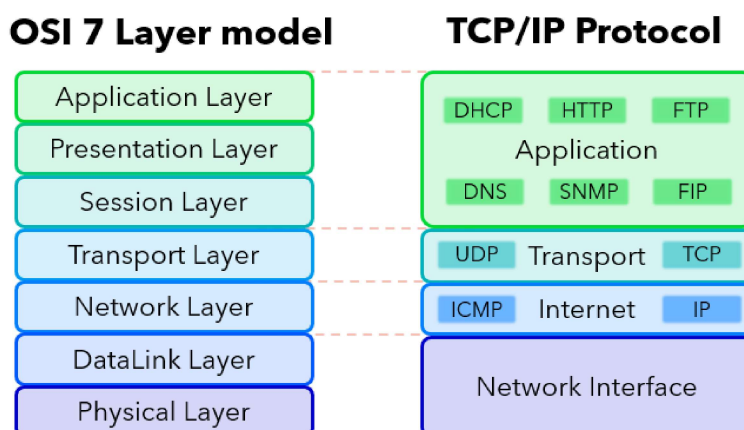 OSI 7 Layer model
Application Layer
Presentation Layer
Session Layer
Transport Layer
Network Layer
DataLink Layer
Physical Layer
TCP/IP Protocol
DHCP HTTP FTP
Application
DNS SNMP FIP
UDP Transport TCP
ICMP Internet IP
Network Interface